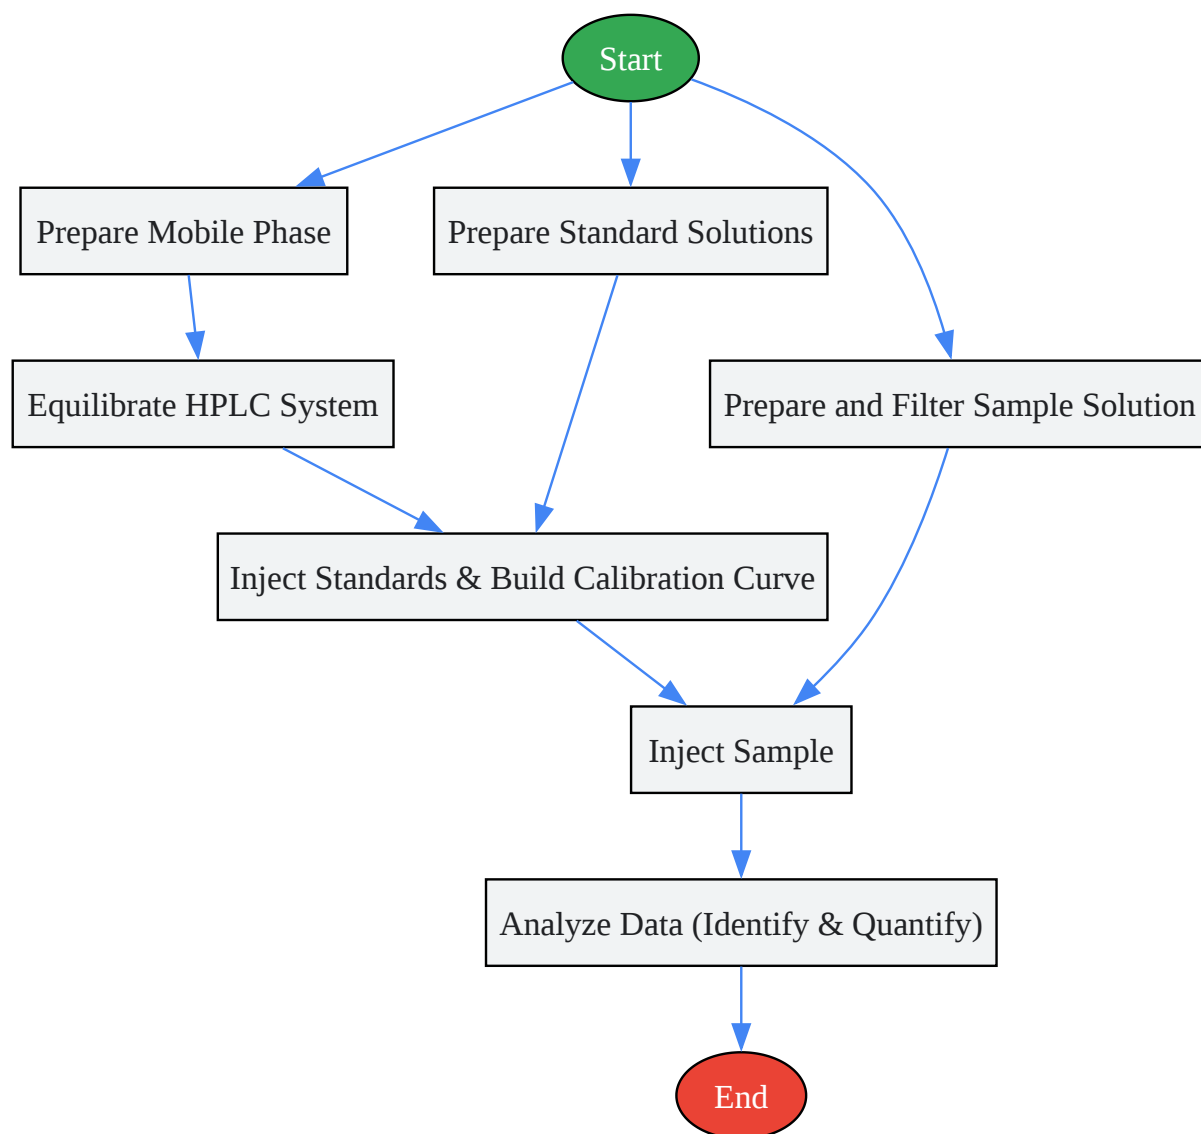 Start
Prepare Mobile Phase
Prepare Standard Solutions
Equilibrate HPLC System
Prepare and Filter Sample Solution
Inject Standards & Build Calibration Curve
Inject Sample
Analyze Data (Identify & Quantify)
End